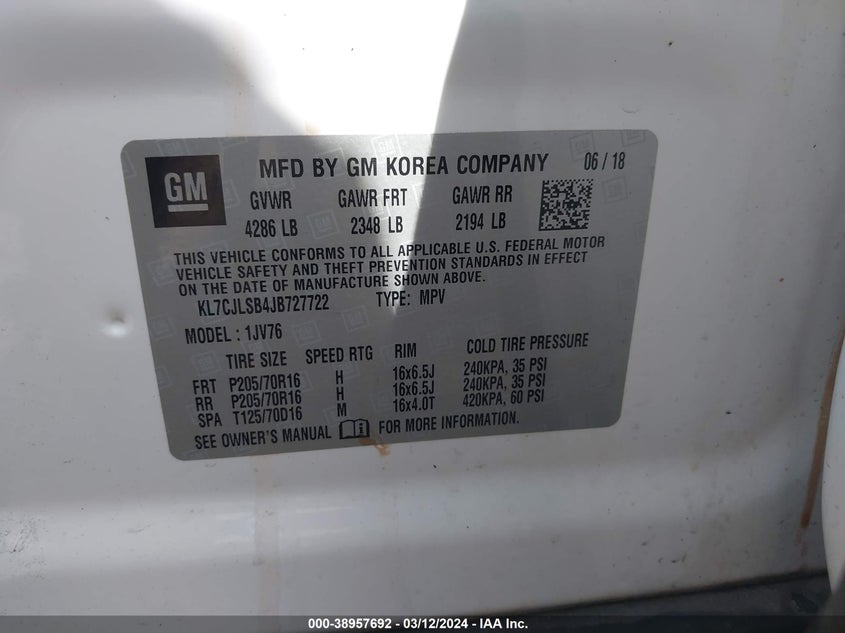 GM
MFD BY GM KOREA COMPANY 06 / 18
GVWR GAWR FRT GAWR RR
4286 LB 2348 LB 2194 LB
THIS VEHICLE CONFORMS TO ALL APPLICABLE U.S. FEDERAL MOTOR
VEHICLE SAFETY AND THEFT PREVENTION STANDARDS IN EFFECT
ON THE DATE OF MANUFACTURE SHOWN ABOVE.
KL7CJLSB4JB727722 TYPE: MPV
MODEL : 1JV76
TIRE SIZE SPEED RTG RIM COLD TIRE PRESSURE
FRT P205/70R16 H 16x6.5J 240KPA, 35 PSI
RR P205/70R16 H 16x6.5J 240KPA, 35 PSI
SPA T125/70D16 M 16x4.0T 420KPA, 60 PSI
SEE OWNER'S MANUAL FOR MORE INFORMATION.
000-38957692 - 03/12/2024 - IAA Inc.